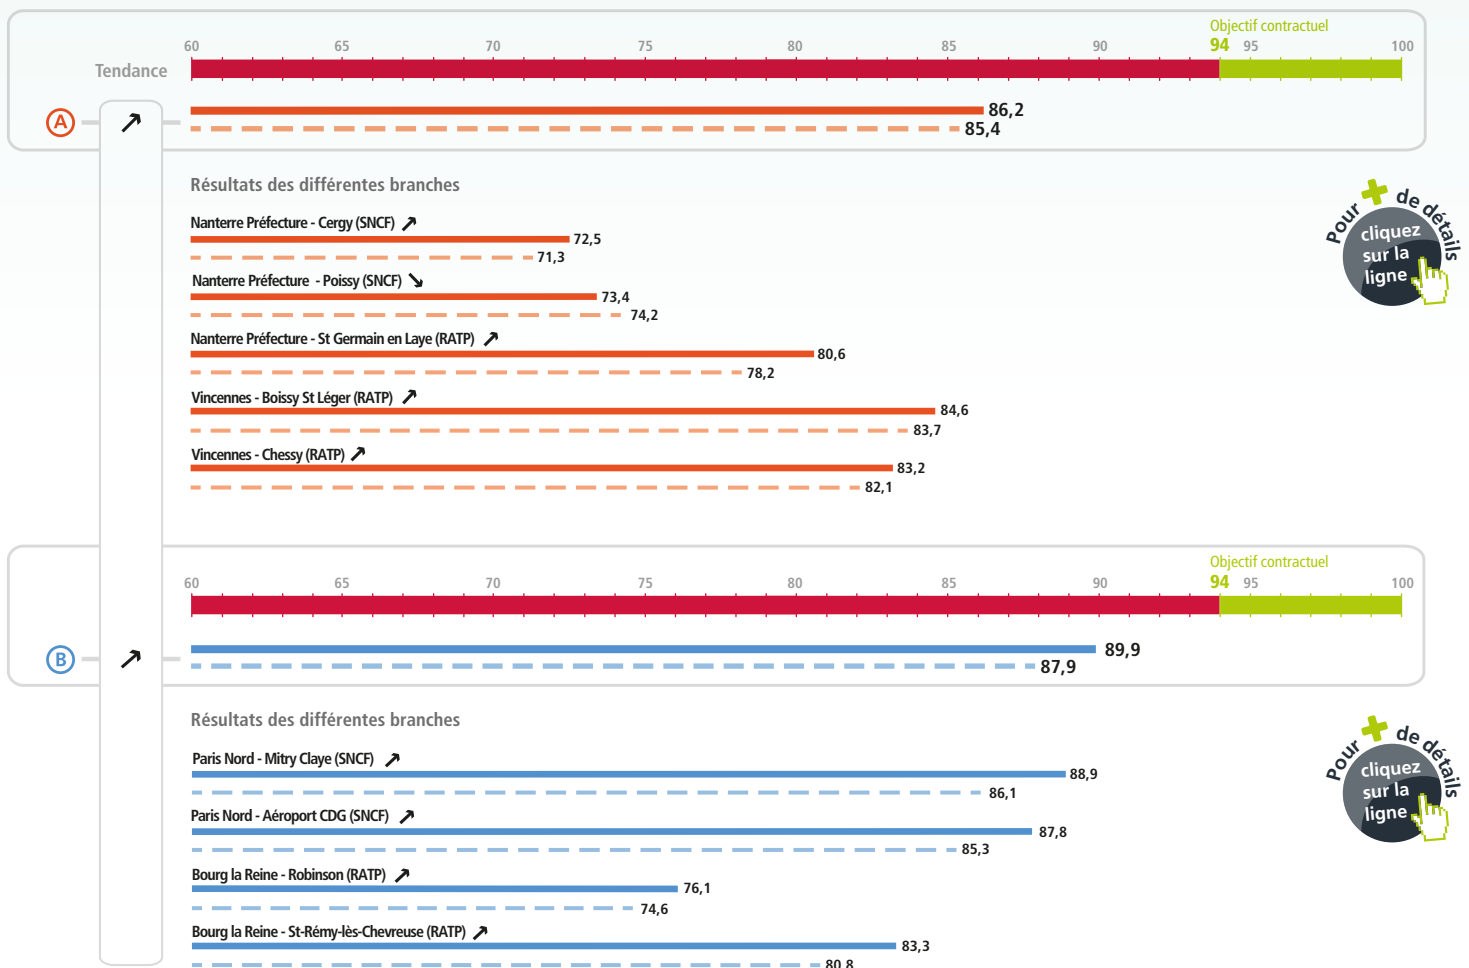 Objectif contractuel
60 65 70 75 80 85 90 94 95 100
Tendance
A
86,2
85,4
Résultats des différentes branches
Nanterre Préfecture - Cergy (SNCF)
72,5
71,3
Nanterre Préfecture - Poissy (SNCF)
73,4
74,2
Nanterre Préfecture - St Germain en Laye (RATP)
80,6
78,2
Vincennes - Boissy St Léger (RATP)
84,6
83,7
Vincennes - Chessy (RATP)
83,2
82,1
Pour + de détails
cliquez
sur la
ligne
Objectif contractuel
60 65 70 75 80 85 90 94 95 100
B
89,9
87,9
Résultats des différentes branches
Paris Nord - Mitry Claye (SNCF)
88,9
86,1
Paris Nord - Aéroport CDG (SNCF)
87,8
85,3
Bourg la Reine - Robinson (RATP)
76,1
74,6
Bourg la Reine - St-Rémy-lès-Chevreuse (RATP)
83,3
80,8
Pour + de détails
cliquez
sur la
ligne